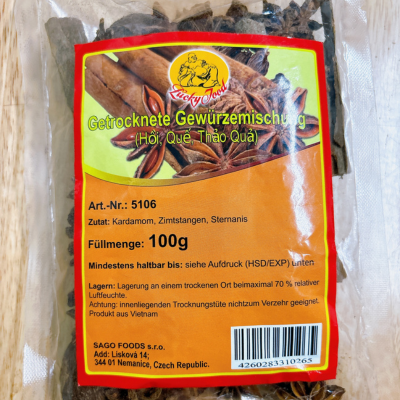 Lucky Food
Getrocknete Gewürzemischung
(Hồi, Quế, Thảo Quả)
Art.-Nr.: 5106
Zutat: Kardamom, Zimtstangen, Sternanis
Füllmenge: 100g
Mindestens haltbar bis: siehe Aufdruck (HSD/EXP) unten
Lagern: Lagerung an einem trockenen Ort beimaximal 70 % relativer
Luftfeuchte.
Achtung: innenliegenden Trocknungstüte nichtzum Verzehr geeignet.
Produkt aus Vietnam
SAGO FOODS s.r.o.
Add: Lisková 14;
344 01 Nemanice, Czech Republic.
4260283310265